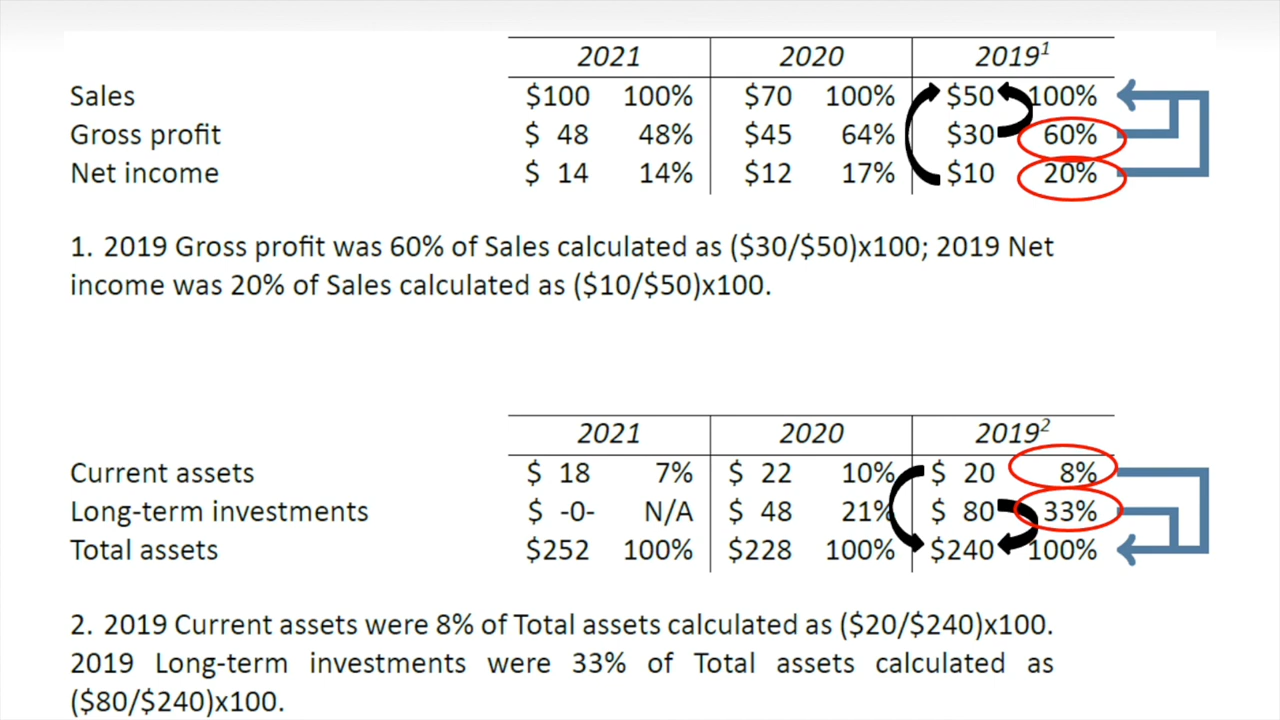 2021 2020 2019¹
Sales $100 100% $70 100% $50 100%
Gross profit $ 48 48% $45 64% $30 60%
Net income $ 14 14% $12 17% $10 20%
1. 2019 Gross profit was 60% of Sales calculated as ($30/$50)x100; 2019 Net
income was 20% of Sales calculated as ($10/$50)x100.
2021 2020 2019²
Current assets $ 18 7% $ 22 10% $ 20 8%
Long-term investments $ -0- N/A $ 48 21% $ 80 33%
Total assets $252 100% $228 100% $240 100%
2. 2019 Current assets were 8% of Total assets calculated as ($20/$240)x100.
2019 Long-term investments were 33% of Total assets calculated as
($80/$240)x100.